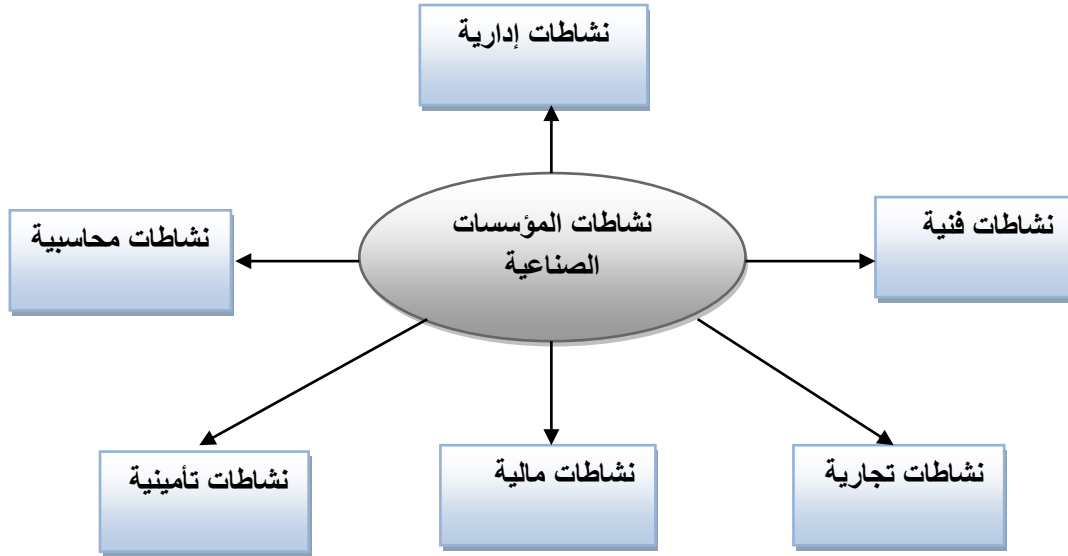 نشاطات إدارية
نشاطات المؤسسات
الصناعية
نشاطات فنية
نشاطات محاسبية
نشاطات تجارية
نشاطات مالية
نشاطات تأمينية